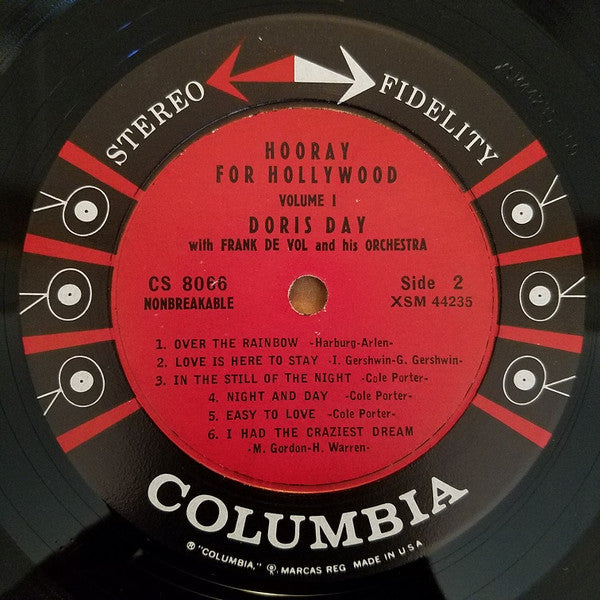 STEREO FIDELITY
HOORAY
FOR HOLLYWOOD
VOLUME 1
DORIS DAY
with FRANK DE VOL and his ORCHESTRA
CS 8066 Side 2
NONBREAKABLE XSM 44235
1. OVER THE RAINBOW -Harburg-Arlen-
2. LOVE IS HERE TO STAY -I. Gershwin-G. Gershwin-
3. IN THE STILL OF THE NIGHT -Cole Porter-
4. NIGHT AND DAY -Cole Porter-
5. EASY TO LOVE -Cole Porter-
6. I HAD THE CRAZIEST DREAM
-M. Gordon-H. Warren-
COLUMBIA
® "COLUMBIA," MARCAS REG. MADE IN U.S.A.